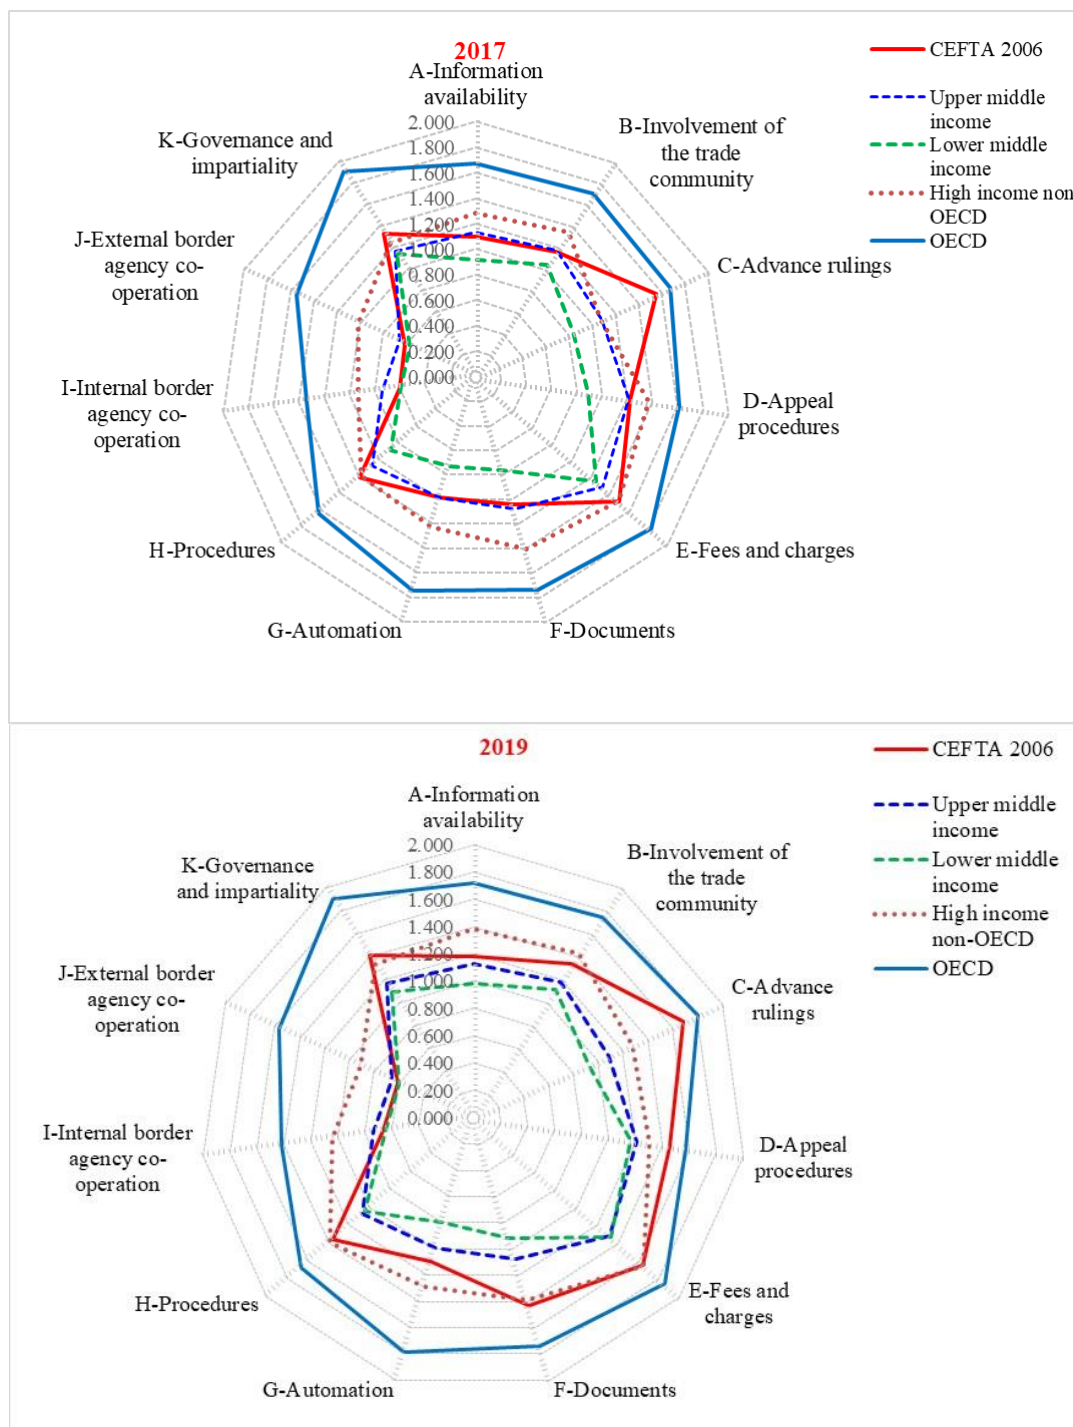 2017
CEFTA 2006
Upper middle
income
Lower middle
income
High income non
OECD
OECD
A-Information
availability
B-Involvement of
the trade
community
C-Advance rulings
D-Appeal
procedures
E-Fees and charges
F-Documents
G-Automation
H-Procedures
I-Internal border
agency co-
operation
J-External border
agency co-
operation
K-Governance and
impartiality
2.000
1.800
1.600
1.400
1.200
1.000
0.800
0.600
0.400
0.200
0.000
2019
CEFTA 2006
Upper middle
income
Lower middle
income
High income
non-OECD
OECD
A-Information
availability
B-Involvement of
the trade
community
C-Advance
rulings
D-Appeal
procedures
E-Fees and
charges
F-Documents
G-Automation
H-Procedures
I-Internal border
agency co-
operation
J-External border
agency co-
operation
K-Governance
and impartiality
2.000
1.800
1.600
1.400
1.200
1.000
0.800
0.600
0.400
0.200
0.000